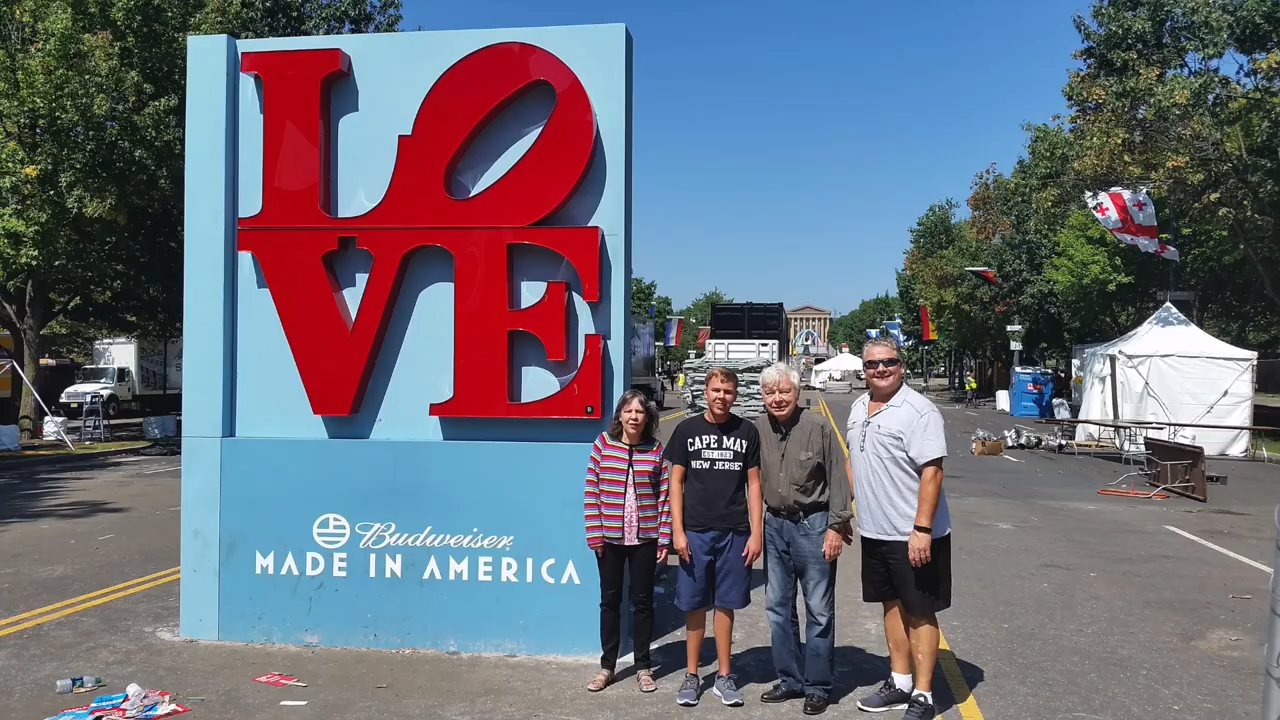 LO
VE
Budweiser
MADE IN AMERICA
CAPE MAY
EST. 1823
NEW JERSEY